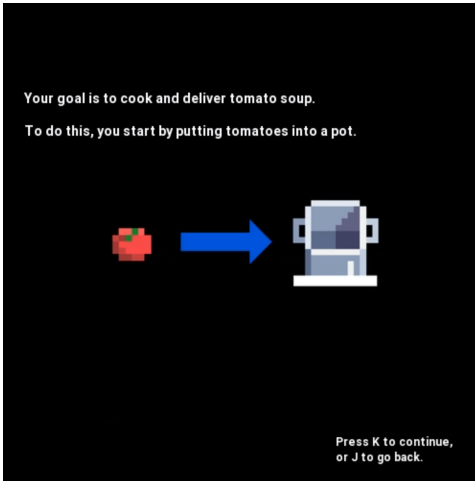 Your goal is to cook and deliver tomato soup.
To do this, you start by putting tomatoes into a pot.
Press K to continue,
or J to go back.